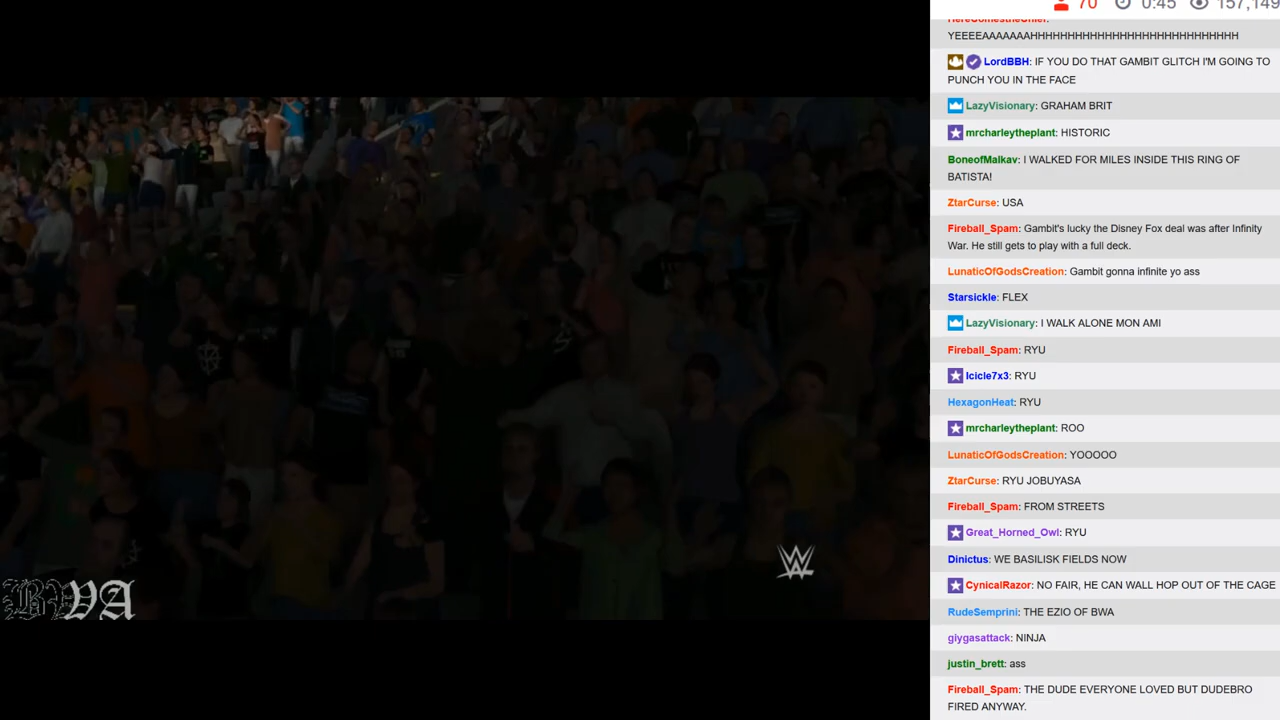 70 0:45 157,149
HereComestheChief:
YEEEEAAAAAAAHHHHHHHHHHHHHHHHHHHHHHHHHHHHH
LordBBH: IF YOU DO THAT GAMBIT GLITCH I'M GOING TO
PUNCH YOU IN THE FACE
LazyVisionary: GRAHAM BRIT
mrcharleytheplant: HISTORIC
BoneofMalkav: I WALKED FOR MILES INSIDE THIS RING OF
BATISTA!
ZtarCurse: USA
Fireball_Spam: Gambit's lucky the Disney Fox deal was after Infinity
War. He still gets to play with a full deck.
LunaticOfGodsCreation: Gambit gonna infinite yo ass
Starsickle: FLEX
LazyVisionary: I WALK ALONE MON AMI
Fireball_Spam: RYU
Icicle7x3: RYU
HexagonHeat: RYU
mrcharleytheplant: ROO
LunaticOfGodsCreation: YOOOOO
ZtarCurse: RYU JOBUYASA
Fireball_Spam: FROM STREETS
Great_Horned_Owl: RYU
Dinictus: WE BASILISK FIELDS NOW
CynicalRazor: NO FAIR, HE CAN WALL HOP OUT OF THE CAGE
RudeSemprini: THE EZIO OF BWA
giygasattack: NINJA
justin_brett: ass
Fireball_Spam: THE DUDE EVERYONE LOVED BUT DUDEBRO
FIRED ANYWAY.
BWA
W